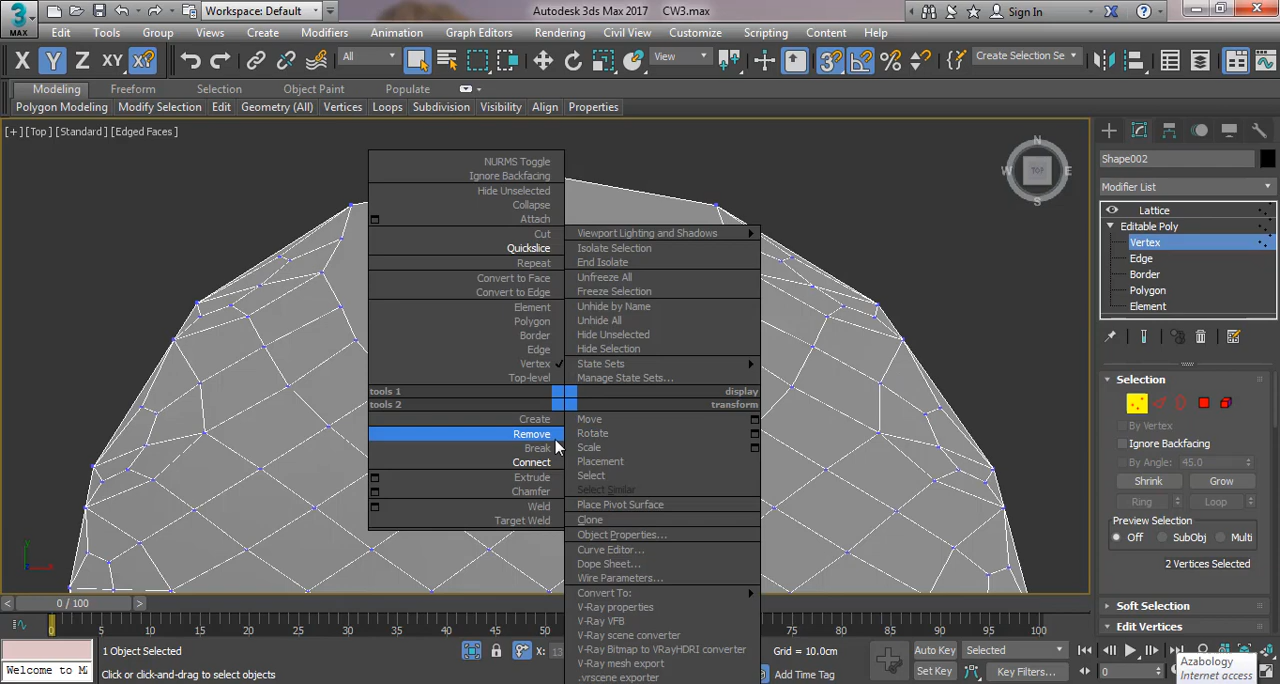 Workspace: Default
Autodesk 3ds Max 2017 CW3.max
Sign In
MAX
Edit Tools Group Views Create Modifiers Animation Graph Editors Rendering Civil View Customize Scripting Content Help
X Y Z XY
All
View
Create Selection Se
Modeling Freeform Selection Object Paint Populate
Polygon Modeling Modify Selection Edit Geometry (All) Vertices Loops Subdivision Visibility Align Properties
[+] [Top] [Standard] [Edged Faces]
N
W TOP E
S
NURMS Toggle
Ignore Backfacing
Hide Unselected
Collapse
Attach
Cut
Quickslice
Repeat
Convert to Face
Convert to Edge
Element
Polygon
Border
Edge
Vertex
Top-level
tools 1
tools 2
Create
Remove
Break
Connect
Extrude
Chamfer
Weld
Target Weld
Viewport Lighting and Shadows
Isolate Selection
End Isolate
Unfreeze All
Freeze Selection
Unhide by Name
Unhide All
Hide Unselected
Hide Selection
State Sets
Manage State Sets...
display
transform
Move
Rotate
Scale
Placement
Select
Select Similar
Place Pivot Surface
Clone
Object Properties...
Curve Editor...
Dope Sheet...
Wire Parameters...
Convert To:
V-Ray properties
V-Ray VFB
V-Ray scene converter
V-Ray Bitmap to VRayHDRI converter
V-Ray mesh export
.vrscene exporter
Shape002
Modifier List
Lattice
Editable Poly
Vertex
Edge
Border
Polygon
Element
Selection
By Vertex
Ignore Backfacing
By Angle: 45.0
Shrink Grow
Ring Loop
Preview Selection
Off SubObj Multi
2 Vertices Selected
Soft Selection
Edit Vertices
0 / 100
0 5 10 15 20 25 30 35 40 45 50 75 80 85 90 95 100
1 Object Selected
X: 13
Grid = 10.0cm
Auto Key Selected
Welcome to M
Click or click-and-drag to select objects
Add Time Tag
Set Key Key Filters...
0
Azabology
Internet access